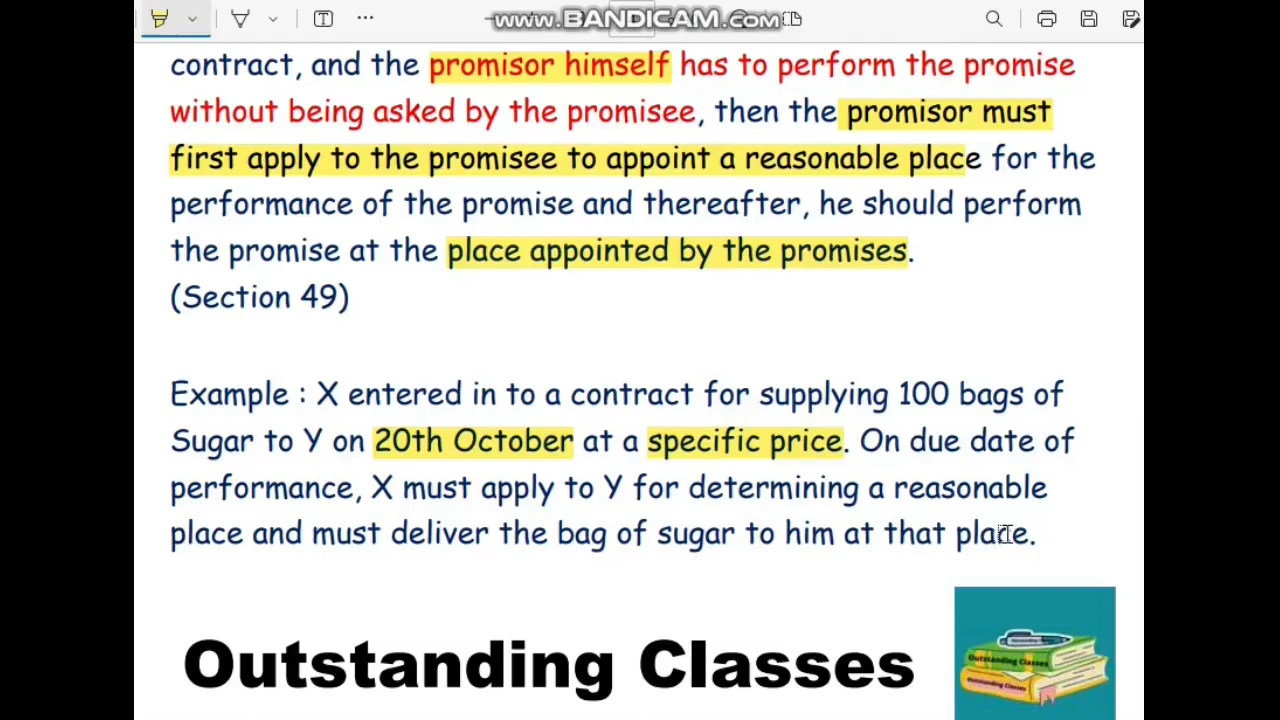 www.BANDICAM.com
contract, and the promisor himself has to perform the promise
without being asked by the promisee, then the promisor must
first apply to the promisee to appoint a reasonable place for the
performance of the promise and thereafter, he should perform
the promise at the place appointed by the promises.
(Section 49)
Example : X entered in to a contract for supplying 100 bags of
Sugar to Y on 20th October at a specific price. On due date of
performance, X must apply to Y for determining a reasonable
place and must deliver the bag of sugar to him at that place.
Outstanding Classes
Outstanding Classes
Outstanding Classes